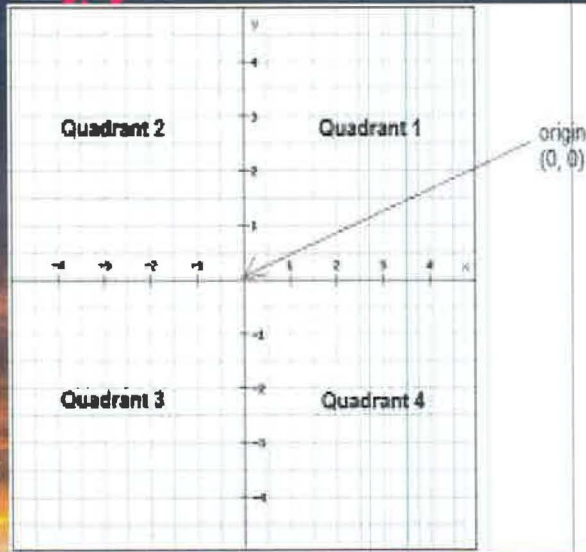 y
4
3
Quadrant 2 Quadrant 1
origin
(0, 0)
2
1
-4 -3 -2 -1 1 2 3 4 x
-1
Quadrant 3 Quadrant 4
-2
-3
-4